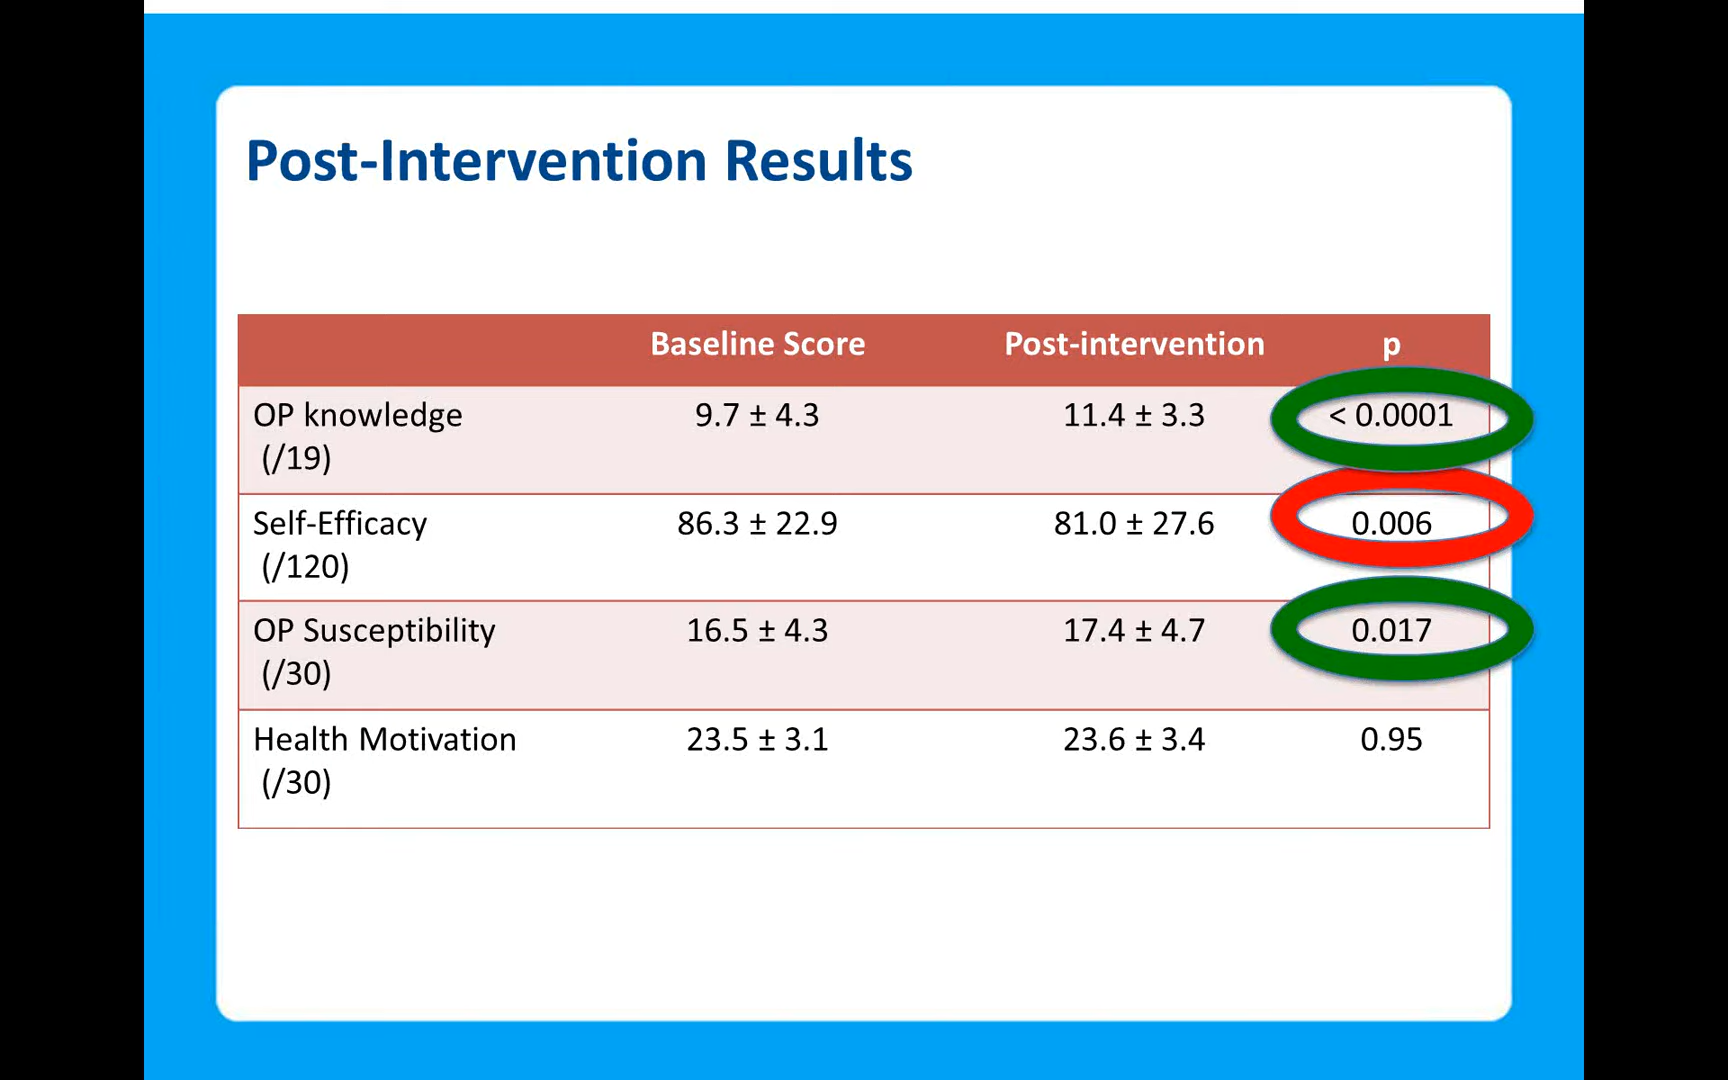 Post-Intervention Results
Baseline Score Post-intervention p
OP knowledge 9.7 ± 4.3 11.4 ± 3.3 < 0.0001
(/19)
Self-Efficacy 86.3 ± 22.9 81.0 ± 27.6 0.006
(/120)
OP Susceptibility 16.5 ± 4.3 17.4 ± 4.7 0.017
(/30)
Health Motivation 23.5 ± 3.1 23.6 ± 3.4 0.95
(/30)